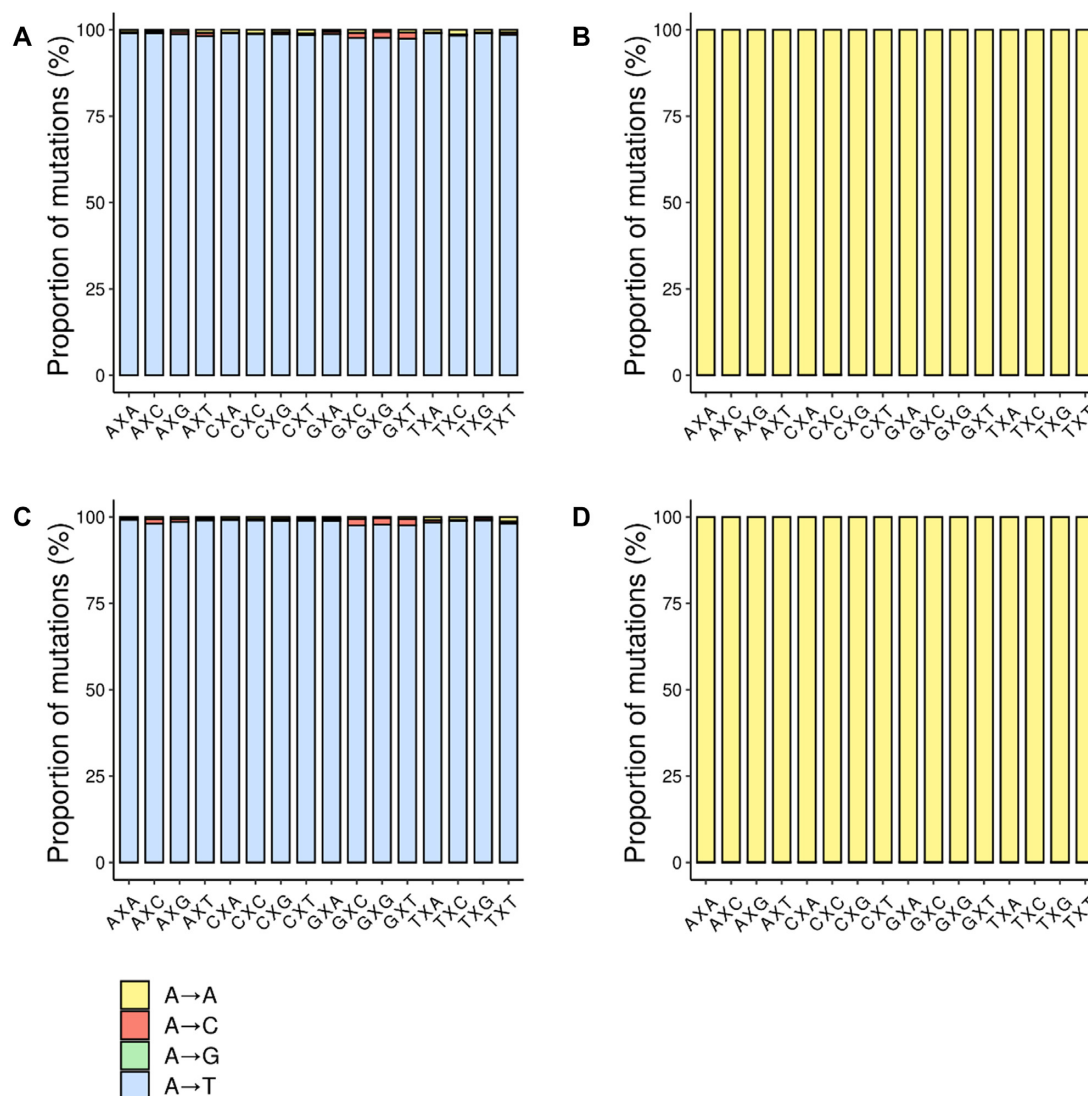 A
Proportion of mutations (%)
100
75
50
25
0
AXA AXC AXG AXT CXA CXC CXG CXT GXA GXC GXG GXT TXA TXC TXG TXT
B
Proportion of mutations (%)
100
75
50
25
0
AXA AXC AXG AXT CXA CXC CXG CXT GXA GXC GXG GXT TXA TXC TXG TXT
C
Proportion of mutations (%)
100
75
50
25
0
AXA AXC AXG AXT CXA CXC CXG CXT GXA GXC GXG GXT TXA TXC TXG TXT
D
Proportion of mutations (%)
100
75
50
25
0
AXA AXC AXG AXT CXA CXC CXG CXT GXA GXC GXG GXT TXA TXC TXG TXT
A→A
A→C
A→G
A→T